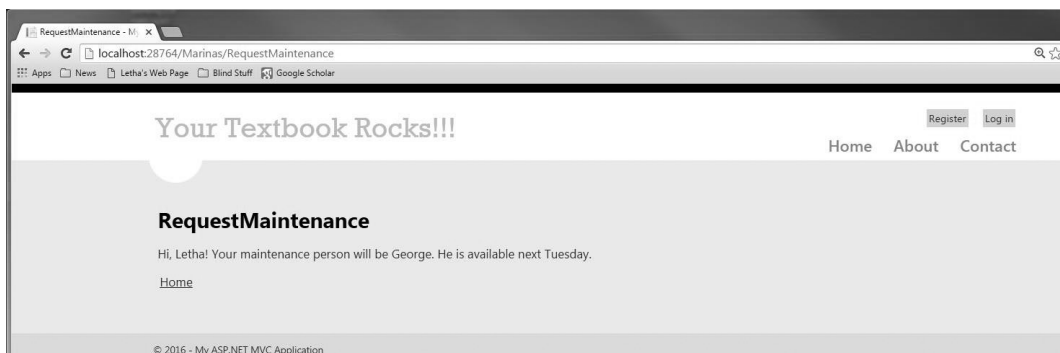 RequestMaintenance - My
localhost:28764/Marinas/RequestMaintenance
Apps News Letha's Web Page Blind Stuff Google Scholar
Your Textbook Rocks!!!
Register Log in
Home About Contact
RequestMaintenance
Hi, Letha! Your maintenance person will be George. He is available next Tuesday.
Home
© 2016 - My ASP.NET MVC Application